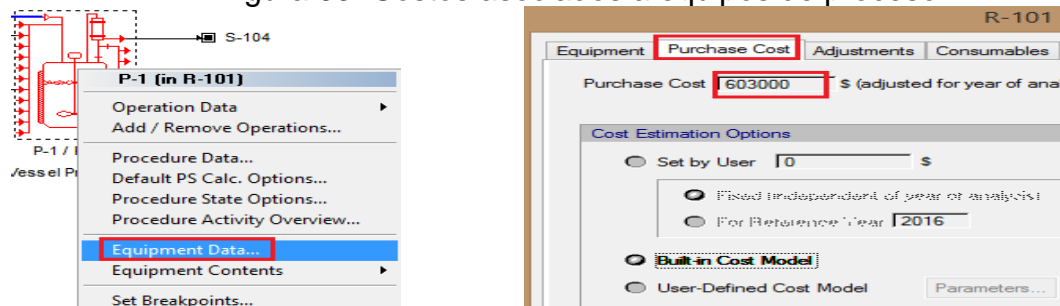 S-104
P-1 (in R-101)
Operation Data
Add / Remove Operations...
Procedure Data...
Default PS Calc. Options...
Procedure State Options...
Procedure Activity Overview...
Equipment Data...
Equipment Contents
Set Breakpoints...
P-1 /
R-101
Equipment Purchase Cost Adjustments Consumables
Purchase Cost 603000 $ (adjusted for year of ana
Cost Estimation Options
Set by User 0 $
Fixed (independent of year of analysis)
For Reference Year 2016
Built-in Cost Model
User-Defined Cost Model Parameters...